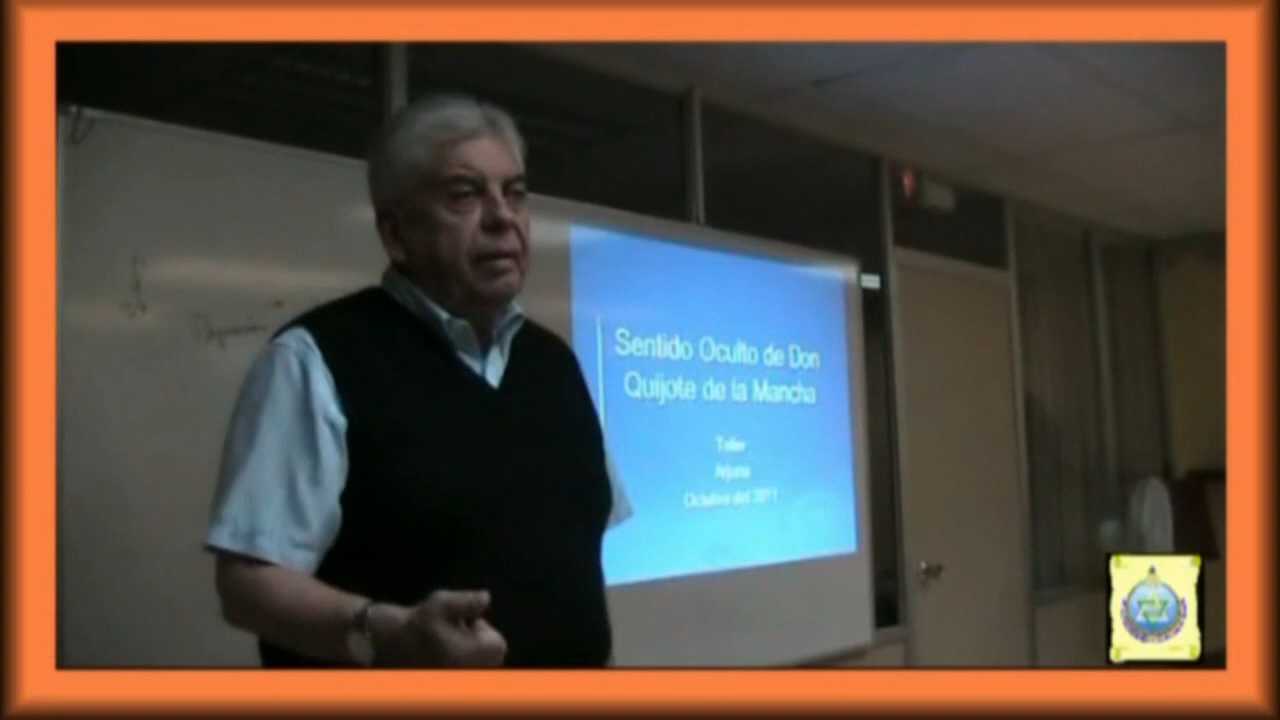 Sentido Oculto de Don
Quijote de la Mancha
Taller
Arjuna
Octubre del 2011